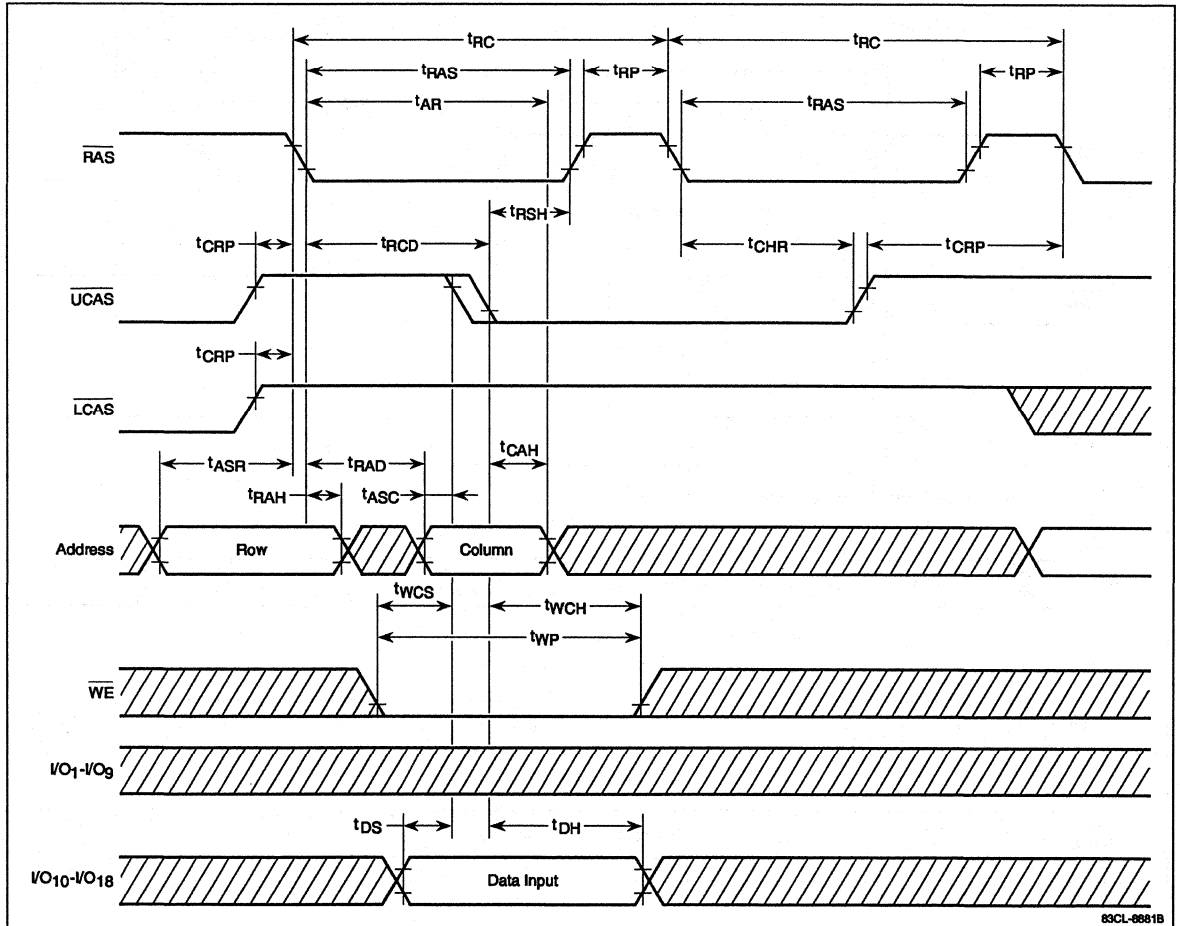 tRC tRC
tRAS tRP tRP
tAR tRAS
RAS
tRSH
tCRP tRCD tCHR tCRP
UCAS
tCRP
LCAS
tCAH
tASR tRAD
tRAH tASC
Address Row Column
tWCS tWCH
tWP
WE
I/O1-I/O9
tDS tDH
I/O10-I/O18 Data Input
83CL-8881B